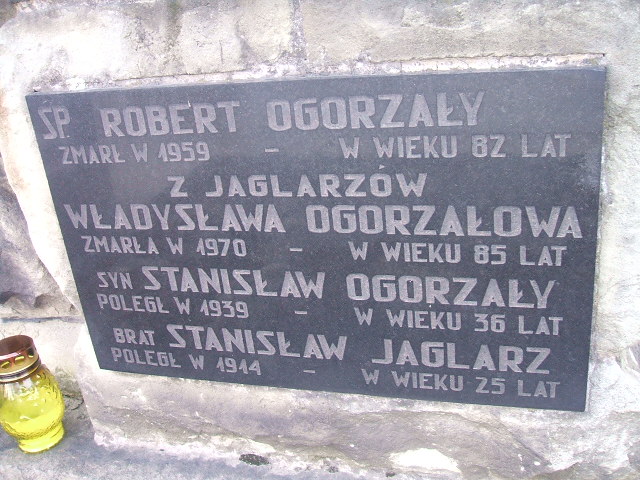 ŚP. ROBERT OGORZAŁY
ZMARŁ W 1959 – W WIEKU 82 LAT
Z JAGLARZÓW
WŁADYSŁAWA OGORZAŁOWA
ZMARŁA W 1970 – W WIEKU 85 LAT
SYN STANISŁAW OGORZAŁY
POLEGŁ W 1939 – W WIEKU 36 LAT
BRAT STANISŁAW JAGLARZ
POLEGŁ W 1914 – W WIEKU 25 LAT